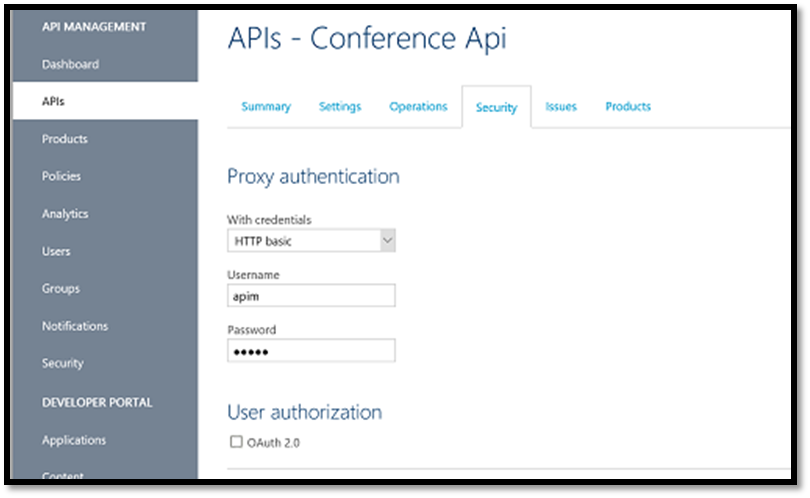 API MANAGEMENT
Dashboard
APIs
Products
Policies
Analytics
Users
Groups
Notifications
Security
DEVELOPER PORTAL
Applications
Content
APIs - Conference Api
Summary Settings Operations Security Issues Products
Proxy authentication
With credentials
HTTP basic
Username
apim
Password
●●●●●
User authorization
OAuth 2.0